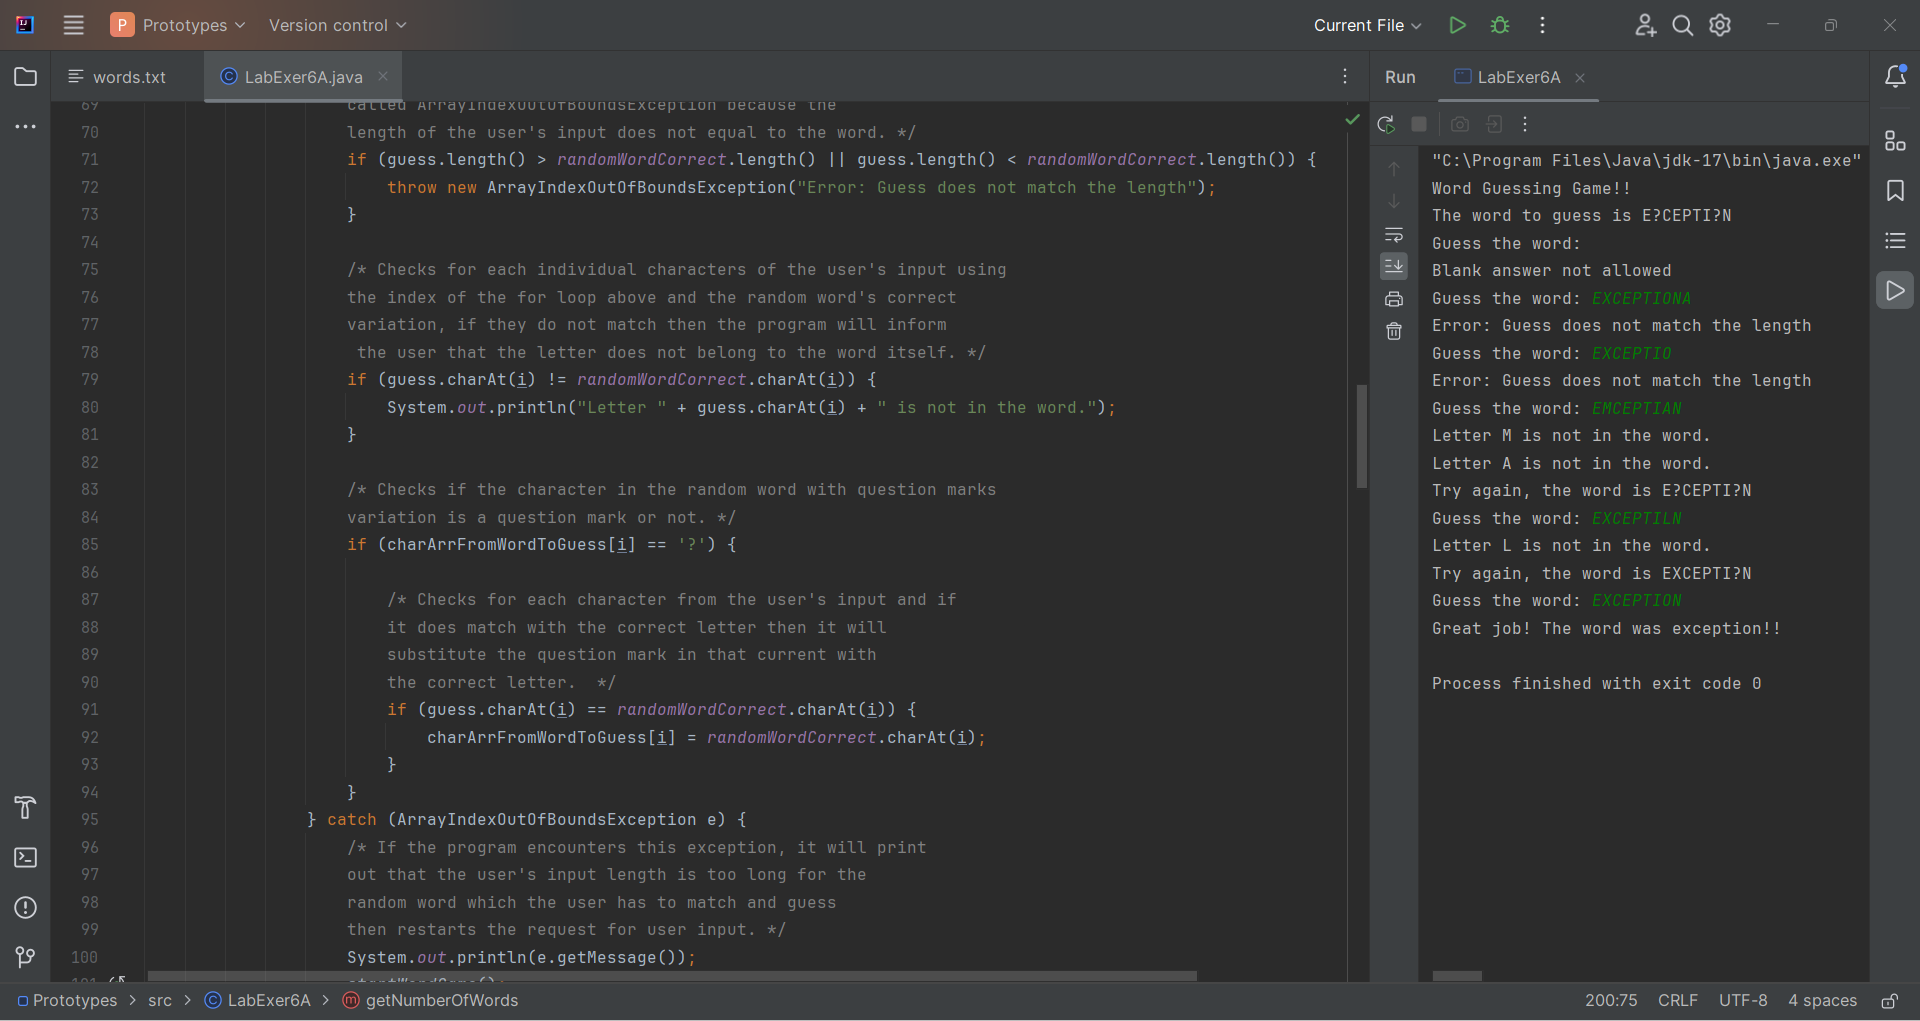 Prototypes Version control Current File
words.txt LabExer6A.java Run LabExer6A
69 called ArrayIndexOutOfBoundsException because the
70 length of the user's input does not equal to the word. */
71 if (guess.length() > randomWordCorrect.length() || guess.length() < randomWordCorrect.length()) {
72 throw new ArrayIndexOutOfBoundsException("Error: Guess does not match the length");
73 }
74
75 /* Checks for each individual characters of the user's input using
76 the index of the for loop above and the random word's correct
77 variation, if they do not match then the program will inform
78 the user that the letter does not belong to the word itself. */
79 if (guess.charAt(i) != randomWordCorrect.charAt(i)) {
80 System.out.println("Letter " + guess.charAt(i) + " is not in the word.");
81 }
82
83 /* Checks if the character in the random word with question marks
84 variation is a question mark or not. */
85 if (charArrFromWordToGuess[i] == '?') {
86
87 /* Checks for each character from the user's input and if
88 it does match with the correct letter then it will
89 substitute the question mark in that current with
90 the correct letter.  */
91 if (guess.charAt(i) == randomWordCorrect.charAt(i)) {
92 charArrFromWordToGuess[i] = randomWordCorrect.charAt(i);
93 }
94 }
95 } catch (ArrayIndexOutOfBoundsException e) {
96 /* If the program encounters this exception, it will print
97 out that the user's input length is too long for the
98 random word which the user has to match and guess
99 then restarts the request for user input. */
100 System.out.println(e.getMessage());
101 startWordGame();
"C:\Program Files\Java\jdk-17\bin\java.exe"
Word Guessing Game!!
The word to guess is E?CEPTI?N
Guess the word:
Blank answer not allowed
Guess the word: EXCEPTIONA
Error: Guess does not match the length
Guess the word: EXCEPTIO
Error: Guess does not match the length
Guess the word: EMCEPTIAN
Letter M is not in the word.
Letter A is not in the word.
Try again, the word is E?CEPTI?N
Guess the word: EXCEPTILN
Letter L is not in the word.
Try again, the word is EXCEPTI?N
Guess the word: EXCEPTION
Great job! The word was exception!!
Process finished with exit code 0
Prototypes > src > LabExer6A > getNumberOfWords 200:75 CRLF UTF-8 4 spaces